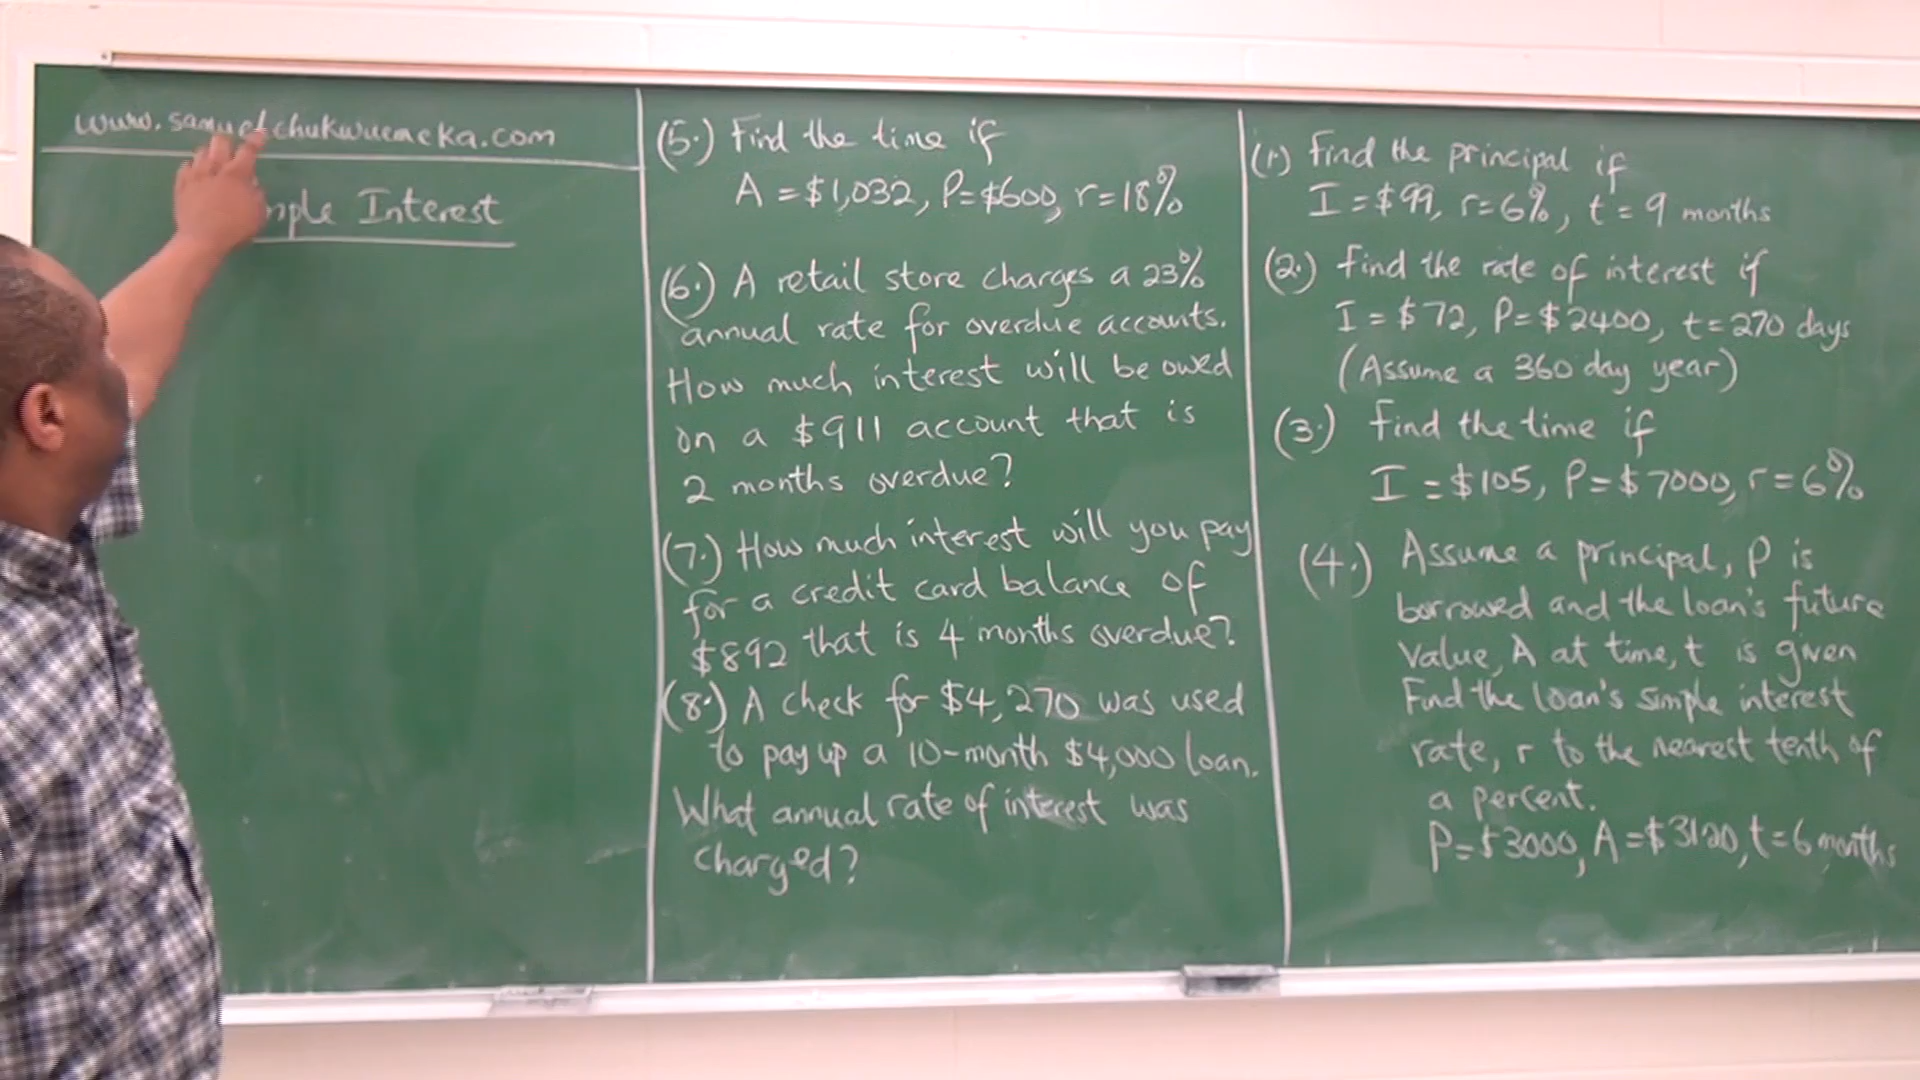 www.samuelchukwuemeka.com
mple Interest
(5.) Find the time if
A = $1,032, P=$600, r=18%
(6.) A retail store charges a 23%
annual rate for overdue accounts.
How much interest will be owed
on a $911 account that is
2 months overdue?
(7.) How much interest will you pay
for a credit card balance of
$892 that is 4 months overdue?
(8.) A check for $4,270 was used
to pay up a 10-month $4,000 loan.
What annual rate of interest was
charged?
(1.) Find the principal if
I = $99, r=6%, t = 9 months
(2.) Find the rate of interest if
I = $72, P=$2400, t=270 days
(Assume a 360 day year)
(3.) Find the time if
I = $105, P=$7000, r=6%
(4.) Assume a principal, P is
borrowed and the loan's future
value, A at time, t is given
Find the loan's simple interest
rate, r to the nearest tenth of
a percent.
P=$3000, A=$3120, t=6 months